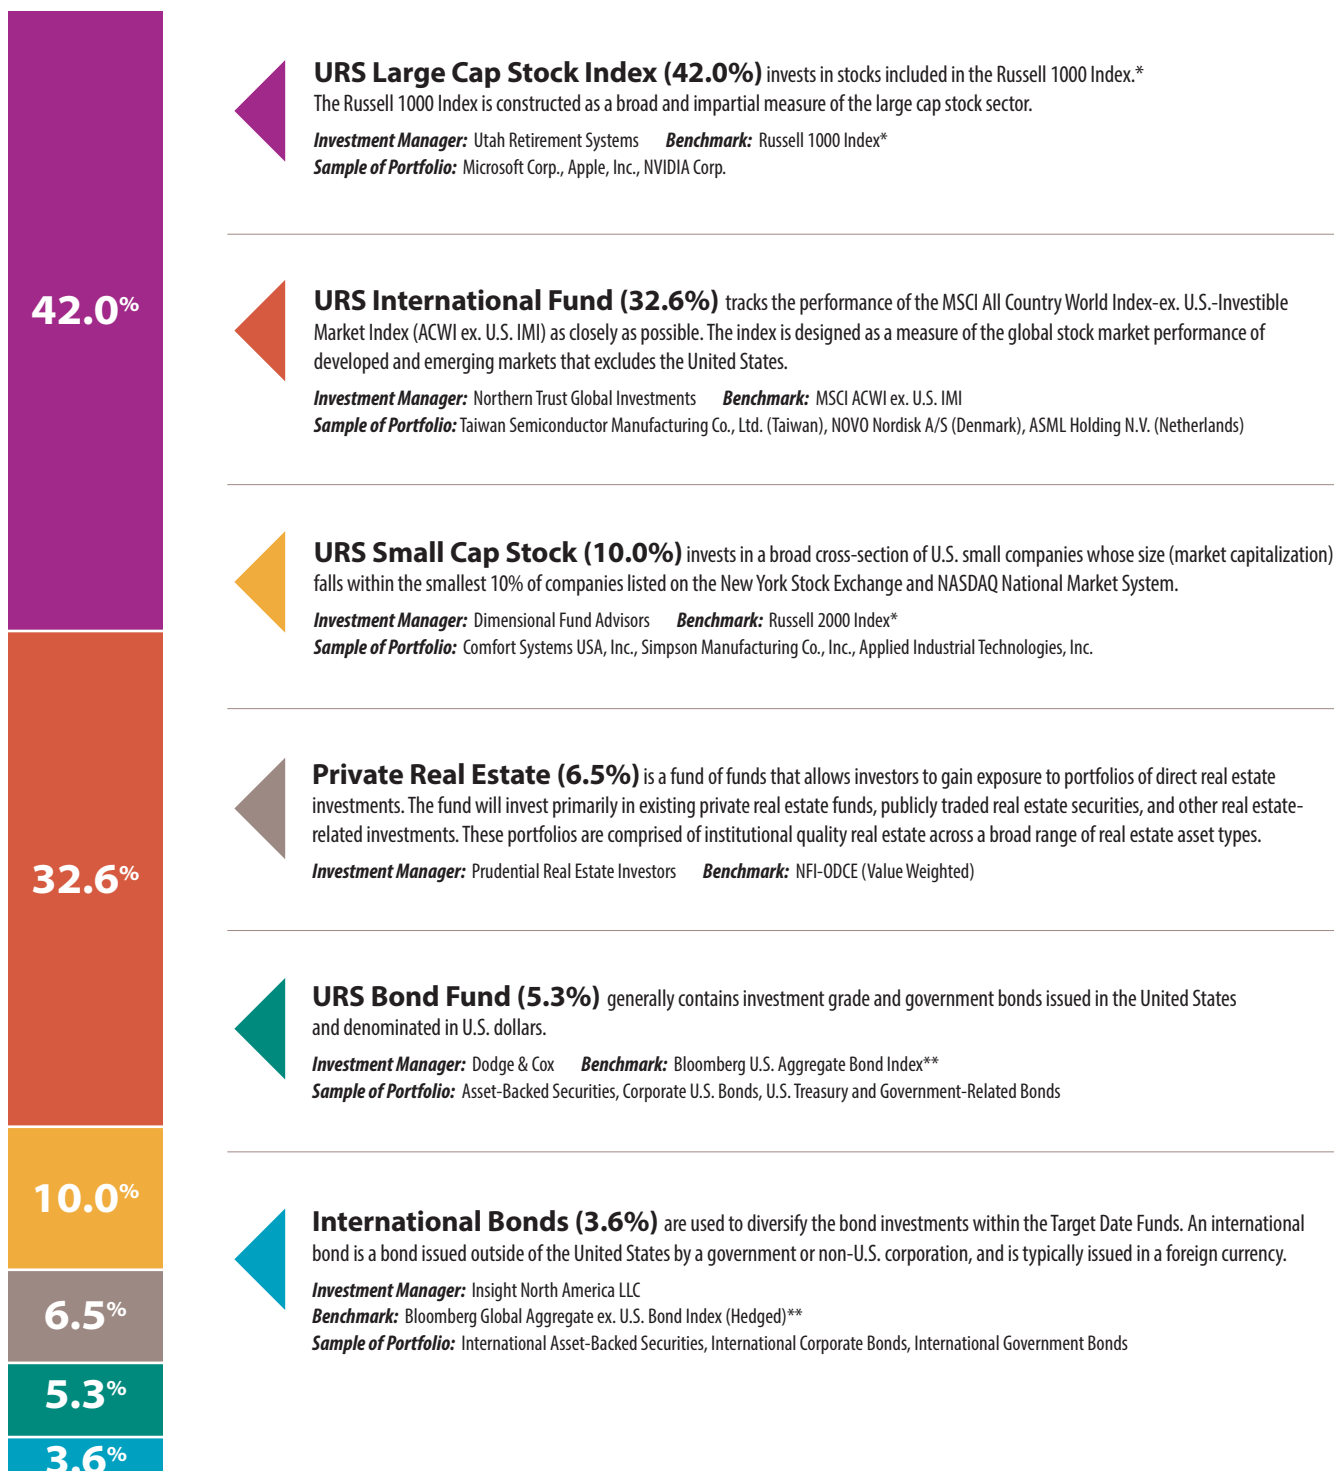 42.0%
32.6%
10.0%
6.5%
5.3%
3.6%
URS Large Cap Stock Index (42.0%) invests in stocks included in the Russell 1000 Index.*
The Russell 1000 Index is constructed as a broad and impartial measure of the large cap stock sector.
Investment Manager: Utah Retirement Systems Benchmark: Russell 1000 Index*
Sample of Portfolio: Microsoft Corp., Apple, Inc., NVIDIA Corp.
URS International Fund (32.6%) tracks the performance of the MSCI All Country World Index-ex. U.S.-Investible
Market Index (ACWI ex. U.S. IMI) as closely as possible. The index is designed as a measure of the global stock market performance of
developed and emerging markets that excludes the United States.
Investment Manager: Northern Trust Global Investments Benchmark: MSCI ACWI ex. U.S. IMI
Sample of Portfolio: Taiwan Semiconductor Manufacturing Co., Ltd. (Taiwan), NOVO Nordisk A/S (Denmark), ASML Holding N.V. (Netherlands)
URS Small Cap Stock (10.0%) invests in a broad cross-section of U.S. small companies whose size (market capitalization)
falls within the smallest 10% of companies listed on the New York Stock Exchange and NASDAQ National Market System.
Investment Manager: Dimensional Fund Advisors Benchmark: Russell 2000 Index*
Sample of Portfolio: Comfort Systems USA, Inc., Simpson Manufacturing Co., Inc., Applied Industrial Technologies, Inc.
Private Real Estate (6.5%) is a fund of funds that allows investors to gain exposure to portfolios of direct real estate
investments. The fund will invest primarily in existing private real estate funds, publicly traded real estate securities, and other real estate-
related investments. These portfolios are comprised of institutional quality real estate across a broad range of real estate asset types.
Investment Manager: Prudential Real Estate Investors Benchmark: NFI-ODCE (Value Weighted)
URS Bond Fund (5.3%) generally contains investment grade and government bonds issued in the United States
and denominated in U.S. dollars.
Investment Manager: Dodge & Cox Benchmark: Bloomberg U.S. Aggregate Bond Index**
Sample of Portfolio: Asset-Backed Securities, Corporate U.S. Bonds, U.S. Treasury and Government-Related Bonds
International Bonds (3.6%) are used to diversify the bond investments within the Target Date Funds. An international
bond is a bond issued outside of the United States by a government or non-U.S. corporation, and is typically issued in a foreign currency.
Investment Manager: Insight North America LLC
Benchmark: Bloomberg Global Aggregate ex. U.S. Bond Index (Hedged)**
Sample of Portfolio: International Asset-Backed Securities, International Corporate Bonds, International Government Bonds